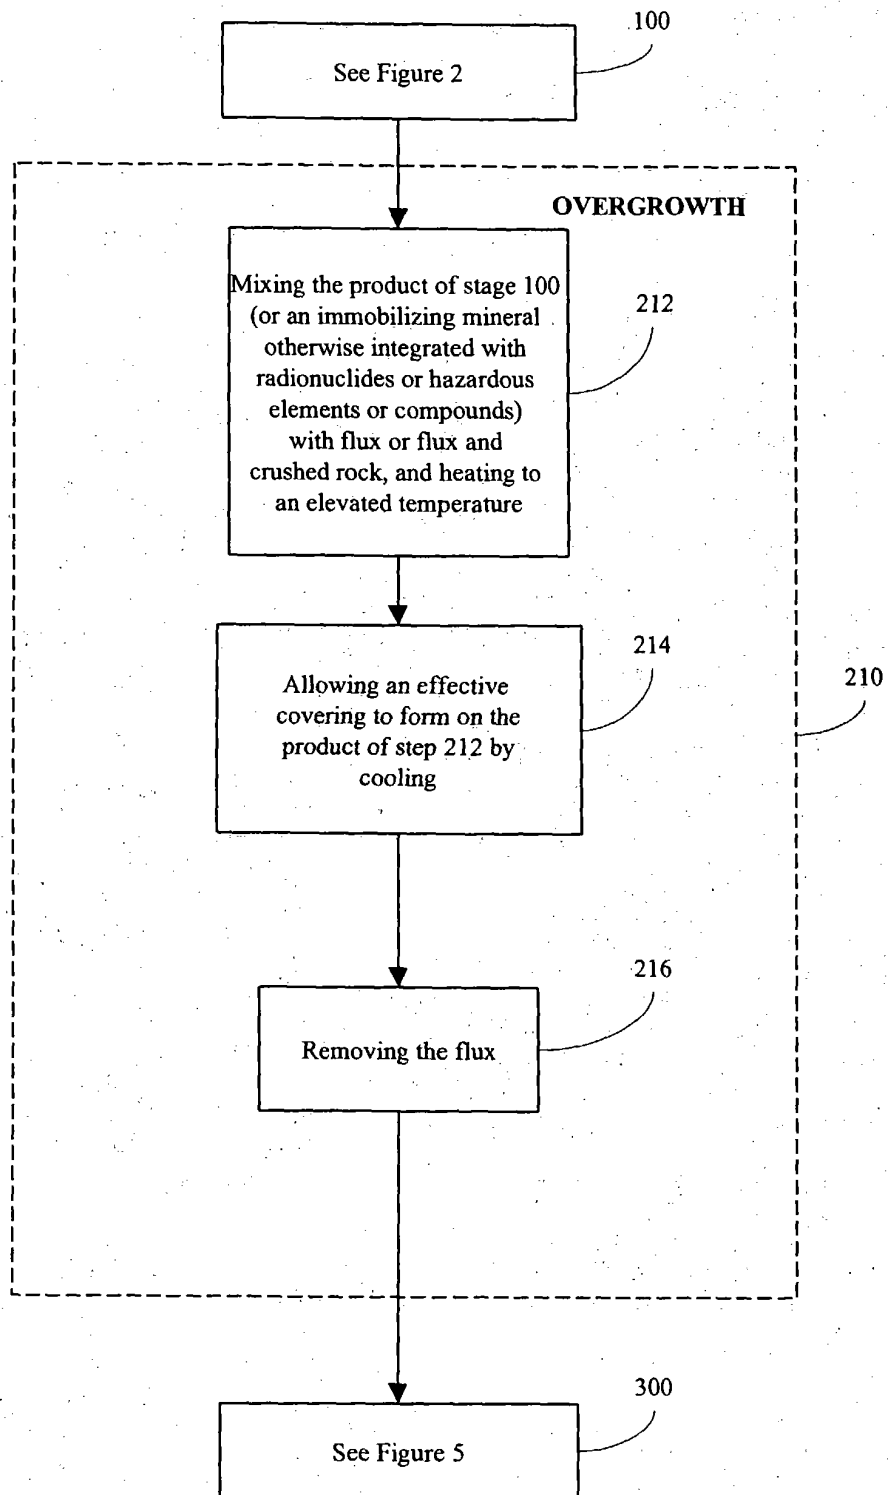 100
See Figure 2
OVERGROWTH
Mixing the product of stage 100
(or an immobilizing mineral
otherwise integrated with
radionuclides or hazardous
elements or compounds)
with flux or flux and
crushed rock, and heating to
an elevated temperature
212
Allowing an effective
covering to form on the
product of step 212 by
cooling
214
210
Removing the flux
216
300
See Figure 5